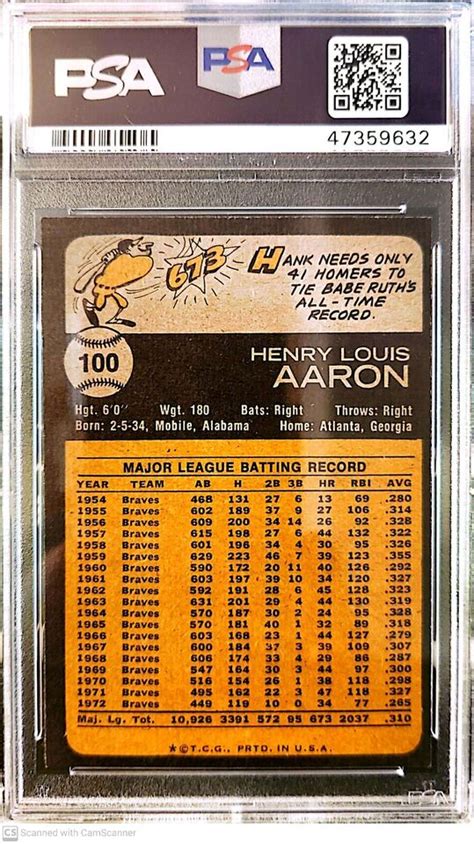 PSA
PSA
47359632
673
HANK NEEDS ONLY
41 HOMERS TO
TIE BABE RUTH'S
ALL-TIME
RECORD.
100
HENRY LOUIS
AARON
Hgt. 6'0" Wgt. 180 Bats: Right Throws: Right
Born: 2-5-34, Mobile, Alabama Home: Atlanta, Georgia
MAJOR LEAGUE BATTING RECORD
YEAR TEAM AB H 2B 3B HR RBI AVG
1954 Braves 468 131 27 6 13 69 .280
1955 Braves 602 189 37 9 27 106 .314
1956 Braves 609 200 34 14 26 92 .328
1957 Braves 615 198 27 6 44 132 .322
1958 Braves 601 196 34 4 30 95 .326
1959 Braves 629 223 46 7 39 123 .355
1960 Braves 590 172 20 11 40 126 .292
1961 Braves 603 197 39 10 34 120 .327
1962 Braves 592 191 28 6 45 128 .323
1963 Braves 631 201 29 4 44 130 .319
1964 Braves 570 187 30 2 24 95 .328
1965 Braves 570 181 40 1 32 89 .318
1966 Braves 603 168 23 1 44 127 .279
1967 Braves 600 184 37 3 39 109 .307
1968 Braves 606 174 33 4 29 86 .287
1969 Braves 547 164 30 3 44 97 .300
1970 Braves 516 154 26 1 38 118 .298
1971 Braves 495 162 22 3 47 118 .327
1972 Braves 449 119 10 0 34 77 .265
Maj. Lg. Tot. 10,926 3391 572 95 673 2037 .310
★©T.C.G., PRTD. IN U.S.A.
PSA
CS Scanned with CamScanner